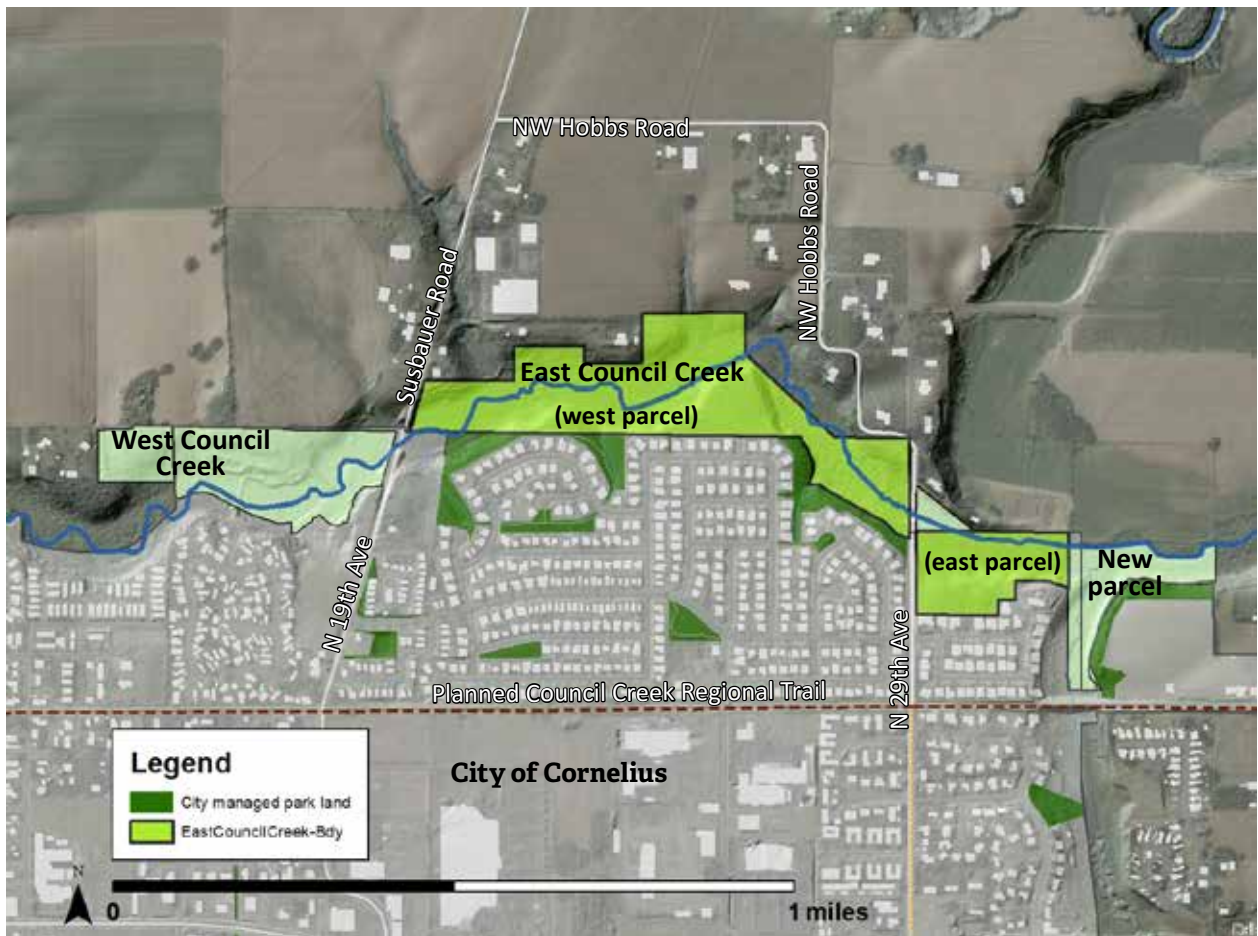 NW Hobbs Road
NW Hobbs Road
Susbauer Road
East Council Creek
(west parcel)
West Council
Creek
(east parcel)
New
parcel
N 19th Ave
N 29th Ave
Planned Council Creek Regional Trail
City of Cornelius
Legend
City managed park land
EastCouncilCreek-Bdy
N
0
1 miles